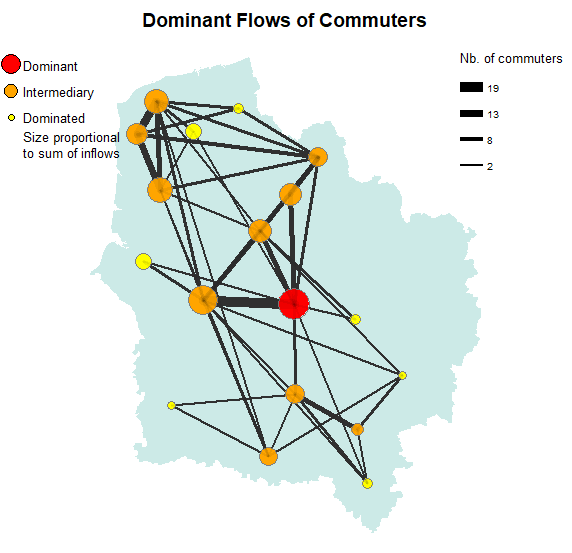 Dominant Flows of Commuters
Dominant
Intermediary
Dominated
Size proportional
to sum of inflows
Nb. of commuters
19
13
8
2